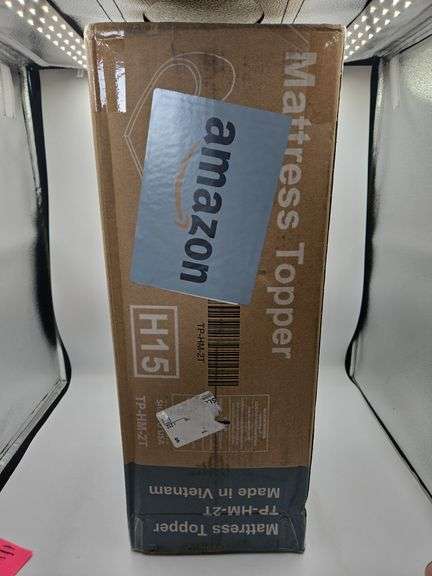 Mattress Topper
amazon
TP-HM-2T
H15
TP-HM-2T
Made in Vietnam
TP-HM-2T
Mattress Topper